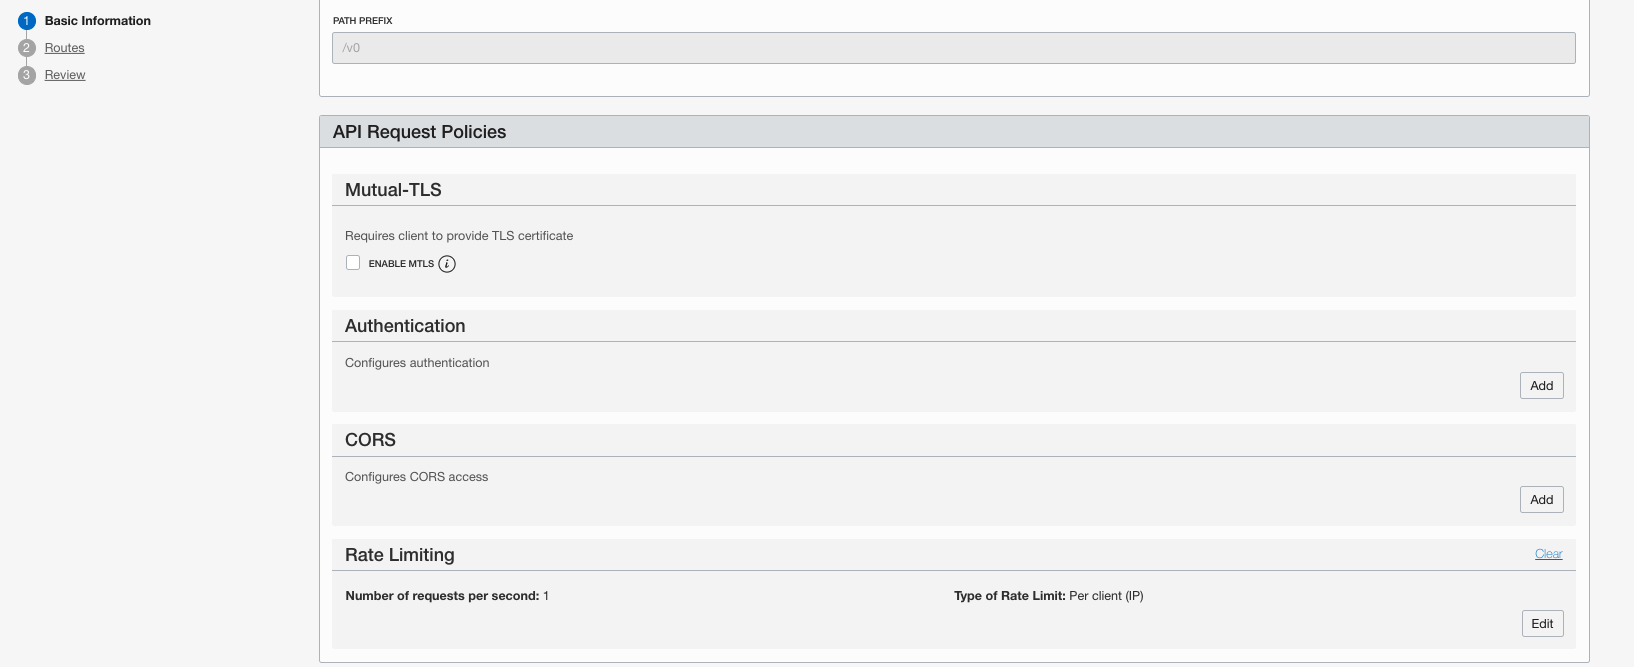 1 Basic Information
2 Routes
3 Review
PATH PREFIX
/v0
API Request Policies
Mutual-TLS
Requires client to provide TLS certificate
ENABLE MTLS i
Authentication
Configures authentication
Add
CORS
Configures CORS access
Add
Rate Limiting
Clear
Number of requests per second: 1
Type of Rate Limit: Per client (IP)
Edit